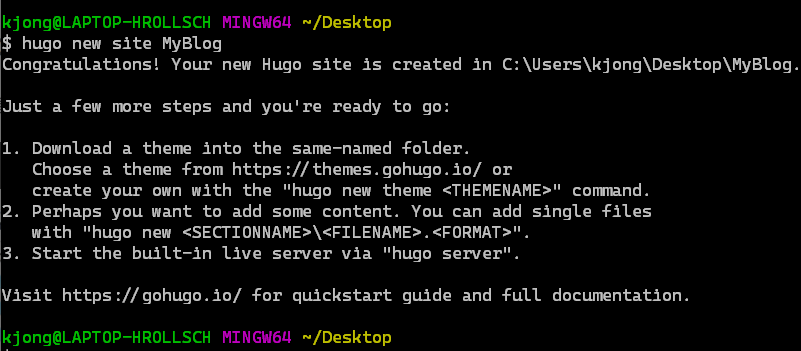 kjong@LAPTOP-HROLLSCH MINGW64 ~/Desktop
$ hugo new site MyBlog
Congratulations! Your new Hugo site is created in C:\Users\kjong\Desktop\MyBlog.
Just a few more steps and you're ready to go:
1. Download a theme into the same-named folder.
Choose a theme from https://themes.gohugo.io/ or
create your own with the "hugo new theme <THEMENAME>" command.
2. Perhaps you want to add some content. You can add single files
with "hugo new <SECTIONNAME>\<FILENAME>.<FORMAT>".
3. Start the built-in live server via "hugo server".
Visit https://gohugo.io/ for quickstart guide and full documentation.
kjong@LAPTOP-HROLLSCH MINGW64 ~/Desktop